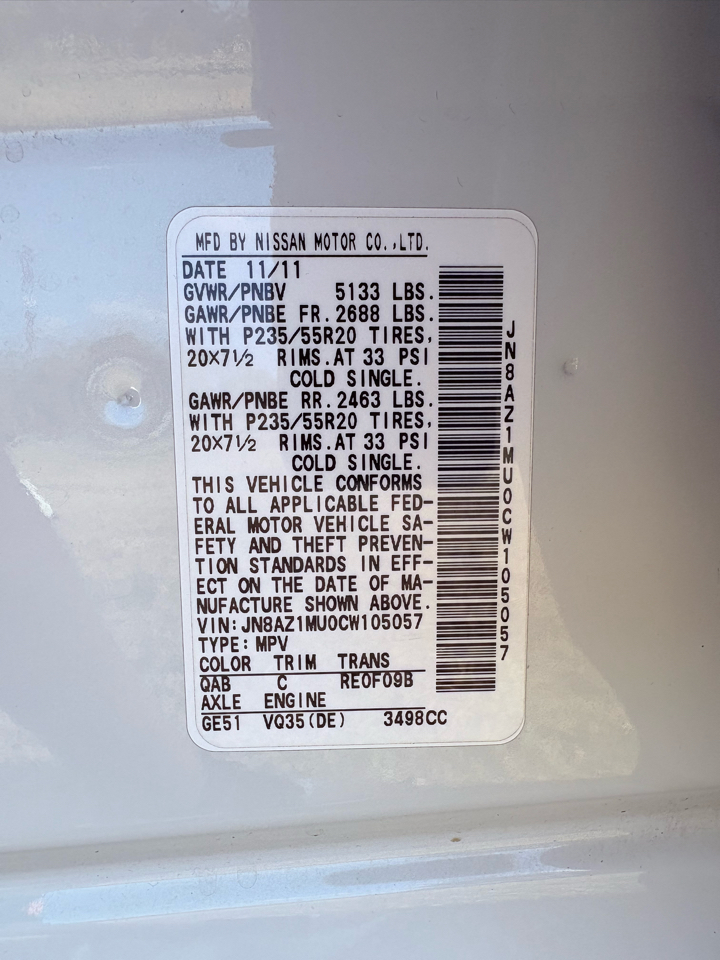 MFD BY NISSAN MOTOR CO.,LTD.
DATE 11/11
GVWR/PNBV 5133 LBS.
GAWR/PNBE FR.2688 LBS.
WITH P235/55R20 TIRES,
20X7½ RIMS.AT 33 PSI
COLD SINGLE.
GAWR/PNBE RR.2463 LBS.
WITH P235/55R20 TIRES,
20X7½ RIMS.AT 33 PSI
COLD SINGLE.
THIS VEHICLE CONFORMS
TO ALL APPLICABLE FED-
ERAL MOTOR VEHICLE SA-
FETY AND THEFT PREVEN-
TION STANDARDS IN EFF-
ECT ON THE DATE OF MA-
NUFACTURE SHOWN ABOVE.
VIN:JN8AZ1MU0CW105057
TYPE:MPV
COLOR TRIM TRANS
QAB C RE0F09B
AXLE ENGINE
GE51 VQ35(DE) 3498CC
JN8AZ1MU0CW105057